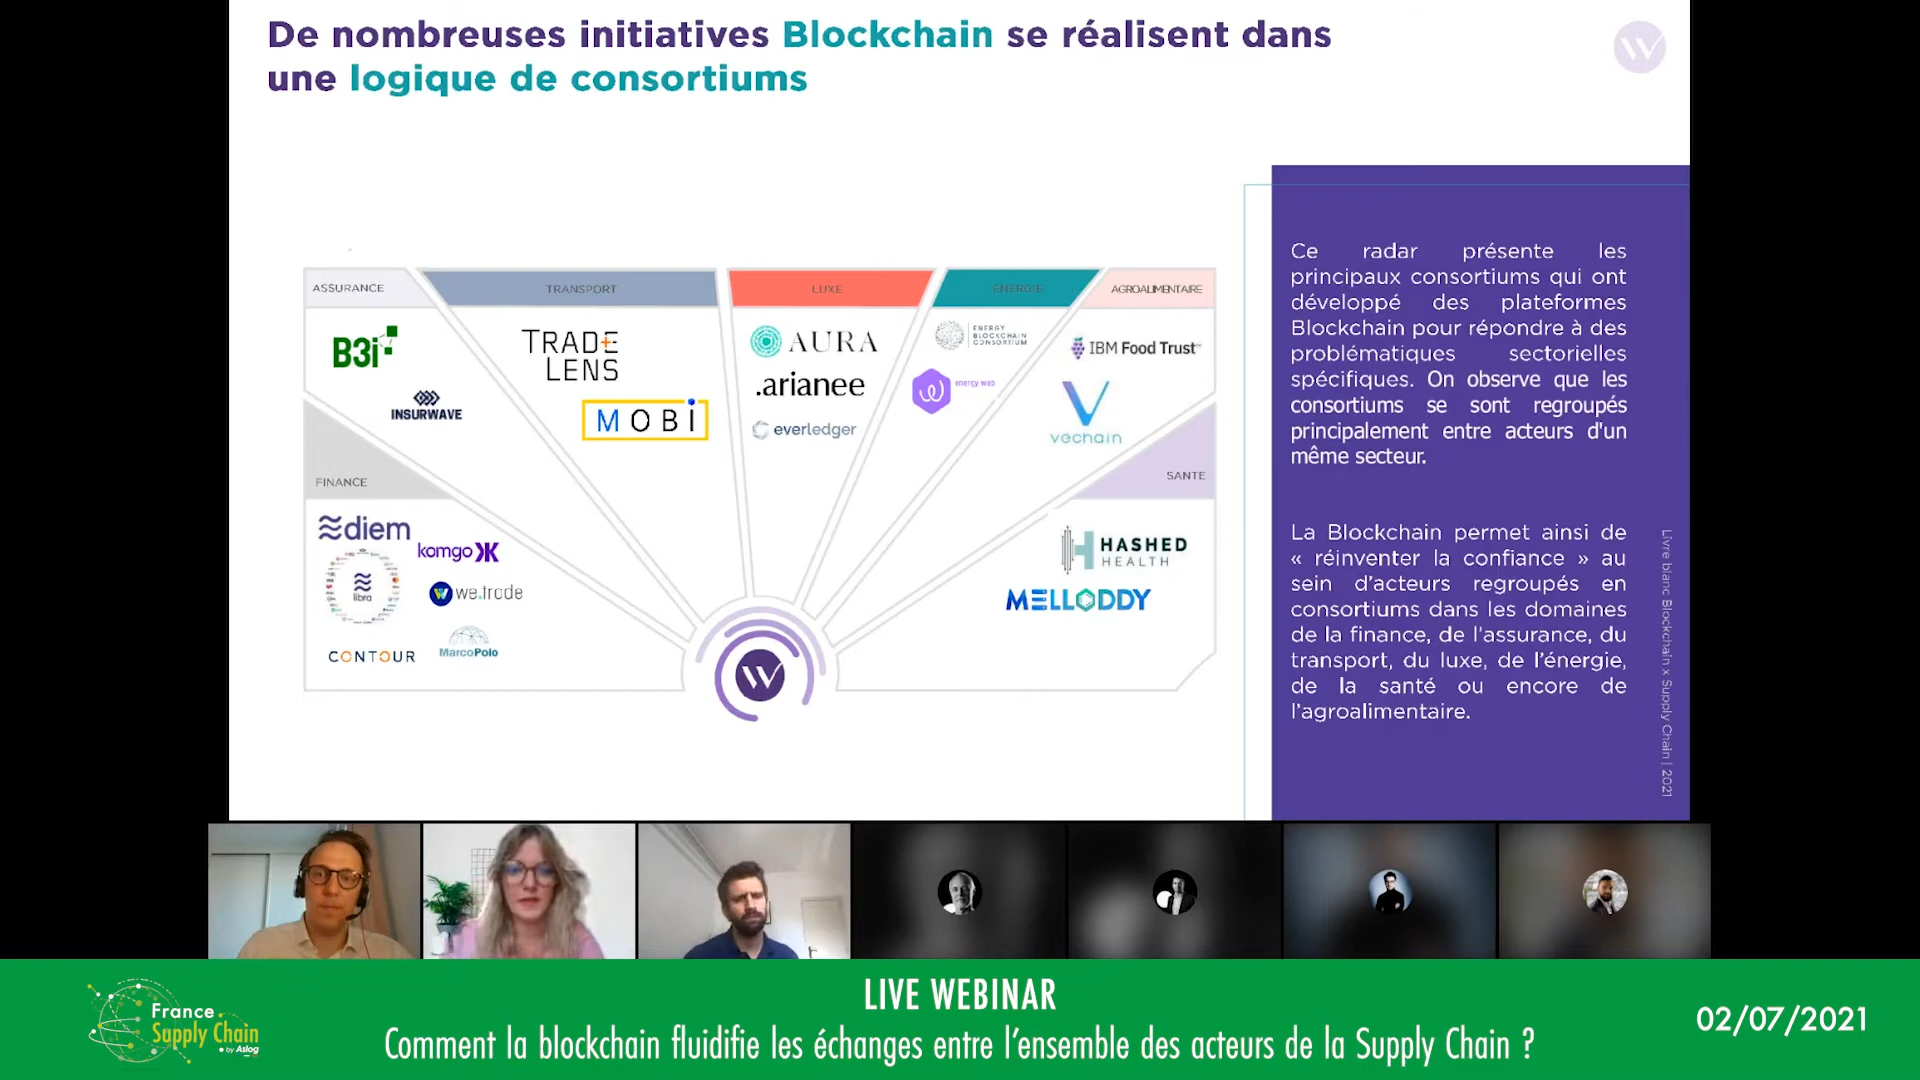 De nombreuses initiatives Blockchain se réalisent dans
une logique de consortiums
ASSURANCE
TRANSPORT
LUXE
ENERGIE
AGROALIMENTAIRE
B3i
INSURWAVE
TRADE
LENS
MOBI
AURA
.arianee
everledger
ENERGY
BLOCKCHAIN
CONSORTIUM
energy web
IBM Food Trust
vechain
FINANCE
SANTE
diem
libra
komgo
we.trade
CONTOUR
MarcoPolo
HASHED
HEALTH
MELLODDY
Ce radar présente les
principaux consortiums qui ont
développé des plateformes
Blockchain pour répondre à des
problématiques sectorielles
spécifiques. On observe que les
consortiums se sont regroupés
principalement entre acteurs d'un
même secteur.
La Blockchain permet ainsi de
« réinventer la confiance » au
sein d'acteurs regroupés en
consortiums dans les domaines
de la finance, de l'assurance, du
transport, du luxe, de l'énergie,
de la santé ou encore de
l'agroalimentaire.
Livre blanc Blockchain x Supply Chain | 2021
France
Supply Chain
by Aslog
LIVE WEBINAR
Comment la blockchain fluidifie les échanges entre l'ensemble des acteurs de la Supply Chain ?
02/07/2021